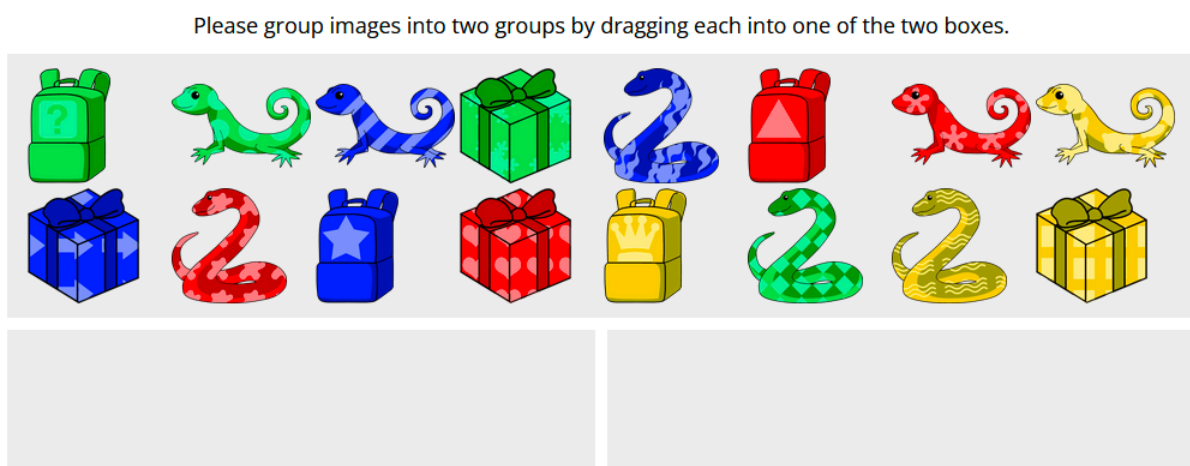 Please group images into two groups by dragging each into one of the two boxes.
?